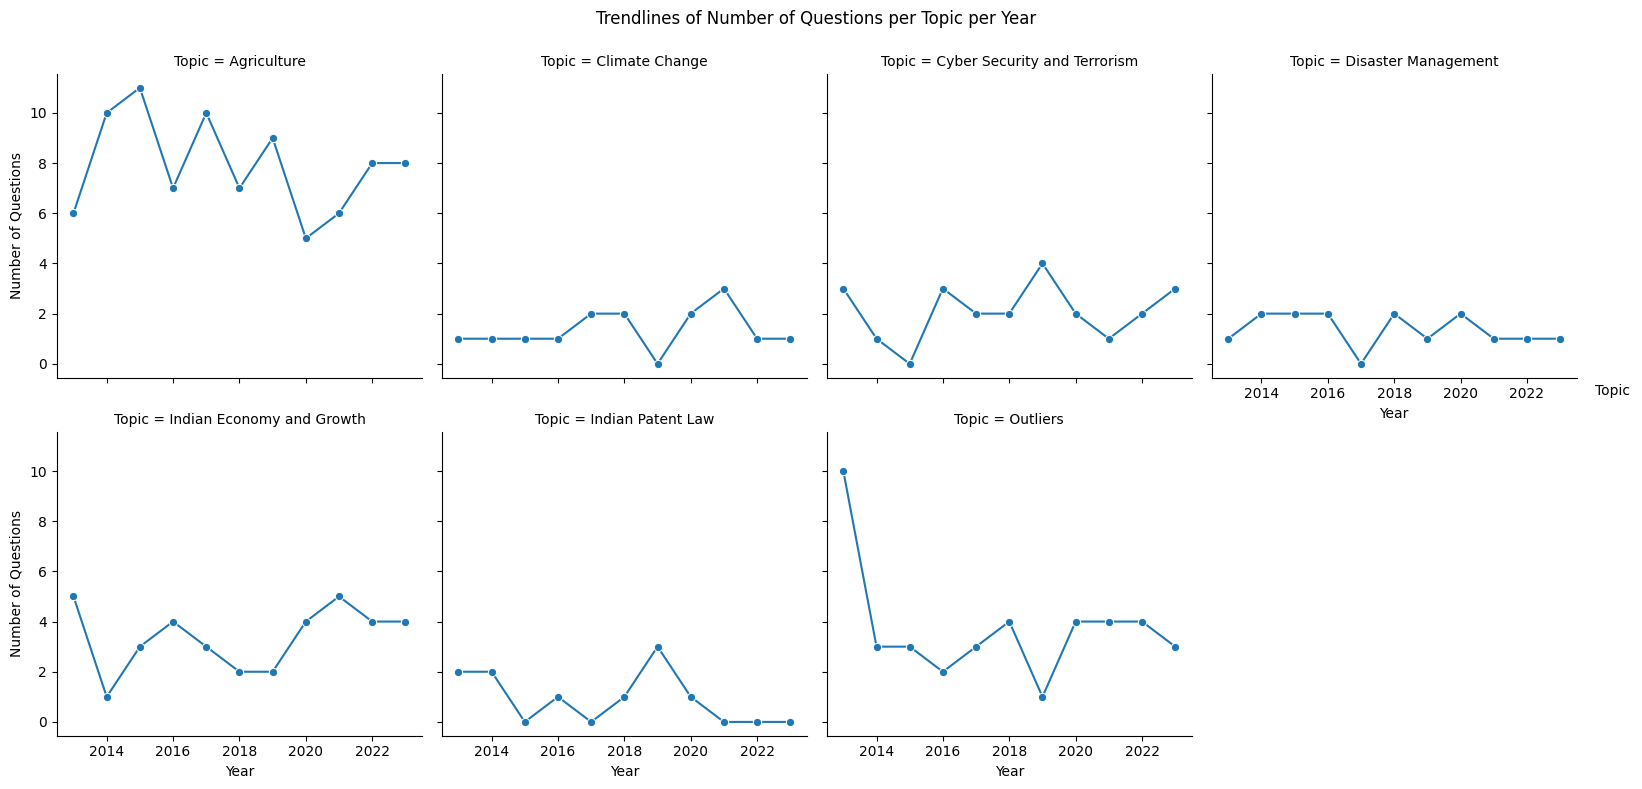 Trendlines of Number of Questions per Topic per Year
Topic = Agriculture
Topic = Climate Change
Topic = Cyber Security and Terrorism
Topic = Disaster Management
Number of Questions
10
8
6
4
2
0
2014 2016 2018 2020 2022
Year
Topic
Topic = Indian Economy and Growth
Topic = Indian Patent Law
Topic = Outliers
Number of Questions
10
8
6
4
2
0
2014 2016 2018 2020 2022
Year
2014 2016 2018 2020 2022
Year
2014 2016 2018 2020 2022
Year